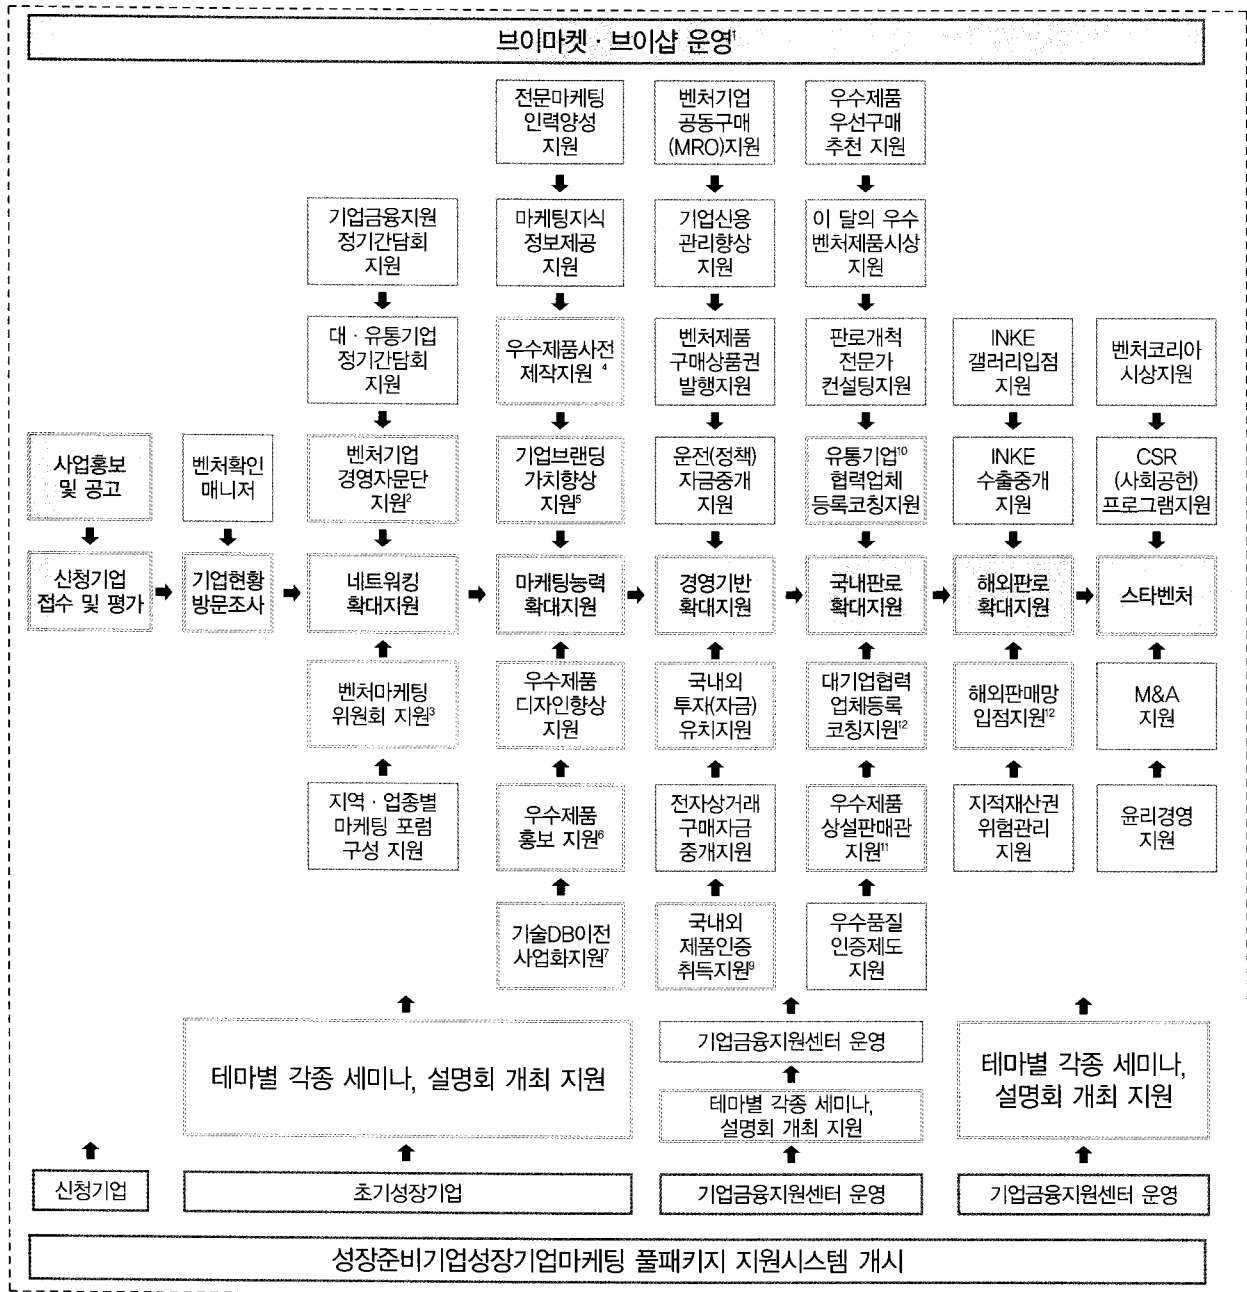 브이마켓 · 브이샵 운영¹
전문마케팅
인력양성
지원
벤처기업
공동구매
(MRO)지원
우수제품
우선구매
추천 지원
기업금융지원
정기간담회
지원
마케팅지식
정보제공
지원
기업신용
관리향상
지원
이 달의 우수
벤처제품시상
지원
대 · 유통기업
정기간담회
지원
우수제품사전
제작지원 ⁴
벤처제품
구매상품권
발행지원
판로개척
전문가
컨설팅지원
INKE
갤러리입점
지원
벤처코리아
시상지원
사업홍보
및 공고
벤처확인
매니저
벤처기업
경영자문단
지원²
기업브랜딩
가치향상
지원⁵
운전(정책)
자금중개
지원
유통기업¹⁰
협력업체
등록코칭지원
INKE
수출중개
지원
CSR
(사회공헌)
프로그램지원
신청기업
접수 및 평가
기업현황
방문조사
네트워킹
확대지원
마케팅능력
확대지원
경영기반
확대지원
국내판로
확대지원
해외판로
확대지원
스타벤처
벤처마케팅
위원회 지원³
우수제품
디자인향상
지원
국내외
투자(자금)
유치지원
대기업협력
업체등록
코칭지원¹²
해외판매망
입점지원¹²
M&A
지원
지역 · 업종별
마케팅 포럼
구성 지원
우수제품
홍보 지원⁶
전자상거래
구매자금
중개지원
우수제품
상설판매관
지원¹¹
지적재산권
위험관리
지원
윤리경영
지원
기술DB이전
사업화지원⁷
국내외
제품인증
취득지원⁹
우수품질
인증제도
지원
테마별 각종 세미나, 설명회 개최 지원
기업금융지원센터 운영
테마별 각종 세미나,
설명회 개최 지원
테마별 각종 세미나,
설명회 개최 지원
신청기업
초기성장기업
기업금융지원센터 운영
기업금융지원센터 운영
성장준비기업성장기업마케팅 풀패키지 지원시스템 개시